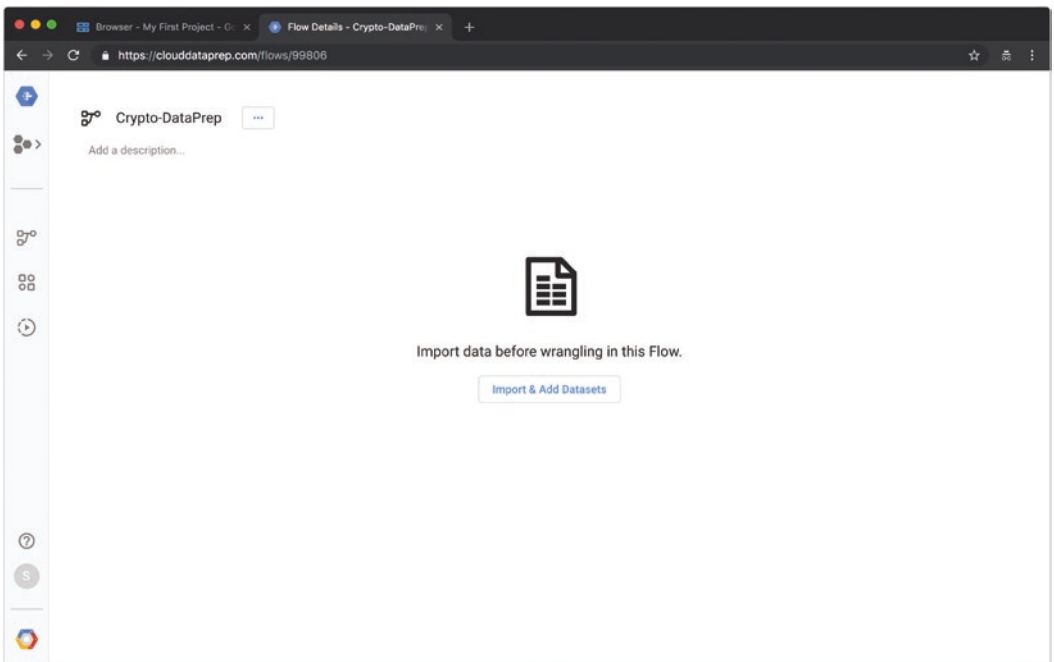 Browser - My First Project - Go
Flow Details - Crypto-DataPrep
https://clouddataprep.com/flows/99806
Crypto-DataPrep
...
Add a description...
Import data before wrangling in this Flow.
Import & Add Datasets
S